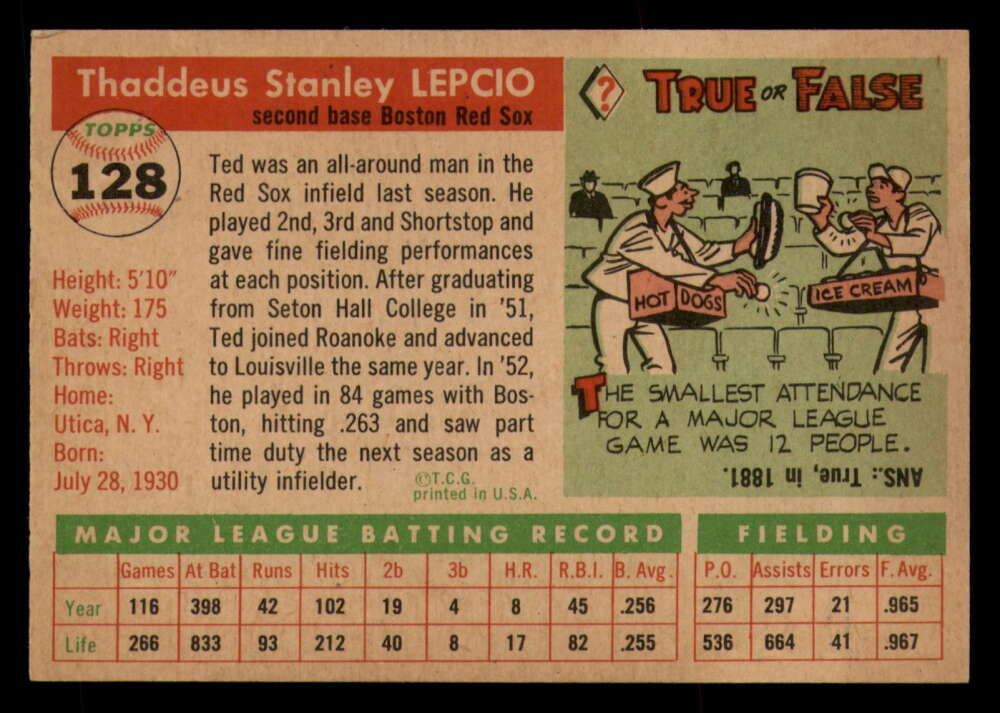 Thaddeus Stanley LEPCIO
second base Boston Red Sox
TOPPS
128
Height: 5'10"
Weight: 175
Bats: Right
Throws: Right
Home:
Utica, N. Y.
Born:
July 28, 1930
Ted was an all-around man in the
Red Sox infield last season. He
played 2nd, 3rd and Shortstop and
gave fine fielding performances
at each position. After graduating
from Seton Hall College in '51,
Ted joined Roanoke and advanced
to Louisville the same year. In '52,
he played in 84 games with Bos-
ton, hitting .263 and saw part
time duty the next season as a
utility infielder.
©T.C.G.
printed in U.S.A.
?
TRUE OR FALSE
HOT DOGS
ICE CREAM
THE SMALLEST ATTENDANCE
FOR A MAJOR LEAGUE
GAME WAS 12 PEOPLE.
ANS.: True, in 1881.
MAJOR LEAGUE BATTING RECORD
FIELDING
Games At Bat Runs Hits 2b 3b H.R. R.B.I. B. Avg. P.O. Assists Errors F. Avg.
Year 116 398 42 102 19 4 8 45 .256 276 297 21 .965
Life 266 833 93 212 40 8 17 82 .255 536 664 41 .967